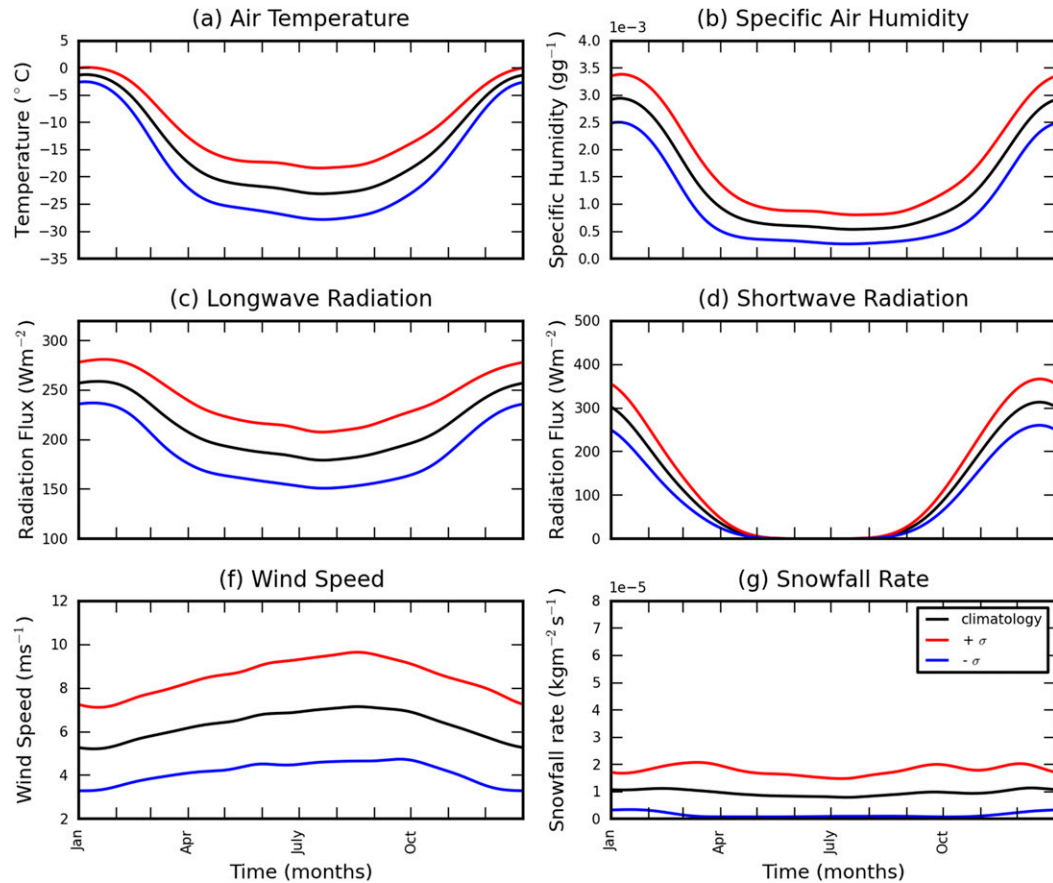 (a) Air Temperature
Temperature (°C)
5
0
−5
−10
−15
−20
−25
−30
−35
(b) Specific Air Humidity
1e−3
Specific Humidity (gg⁻¹)
4.0
3.5
3.0
2.5
2.0
1.5
1.0
0.5
0.0
(c) Longwave Radiation
Radiation Flux (Wm⁻²)
300
250
200
150
100
(d) Shortwave Radiation
Radiation Flux (Wm⁻²)
500
400
300
200
100
0
(f) Wind Speed
Wind Speed (ms⁻¹)
12
10
8
6
4
2
Jan
Apr
July
Oct
Time (months)
(g) Snowfall Rate
1e−5
Snowfall rate (kgm⁻² s⁻¹)
8
7
6
5
4
3
2
1
0
climatology
+ σ
- σ
Jan
Apr
July
Oct
Time (months)